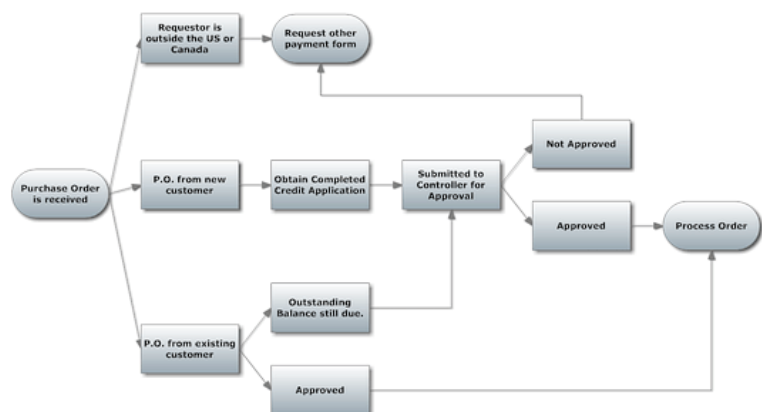 Requestor is
outside the US or
Canada
Request other
payment form
Not Approved
Purchase Order
is received
P.O. from new
customer
Obtain Completed
Credit Application
Submitted to
Controller for
Approval
Approved
Process Order
Outstanding
Balance still due.
P.O. from existing
customer
Approved